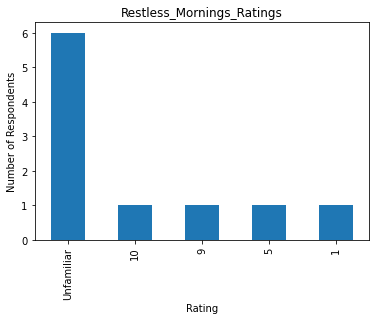 Restless_Mornings_Ratings
Number of Respondents
6
5
4
3
2
1
0
Unfamiliar
10
9
5
1
Rating